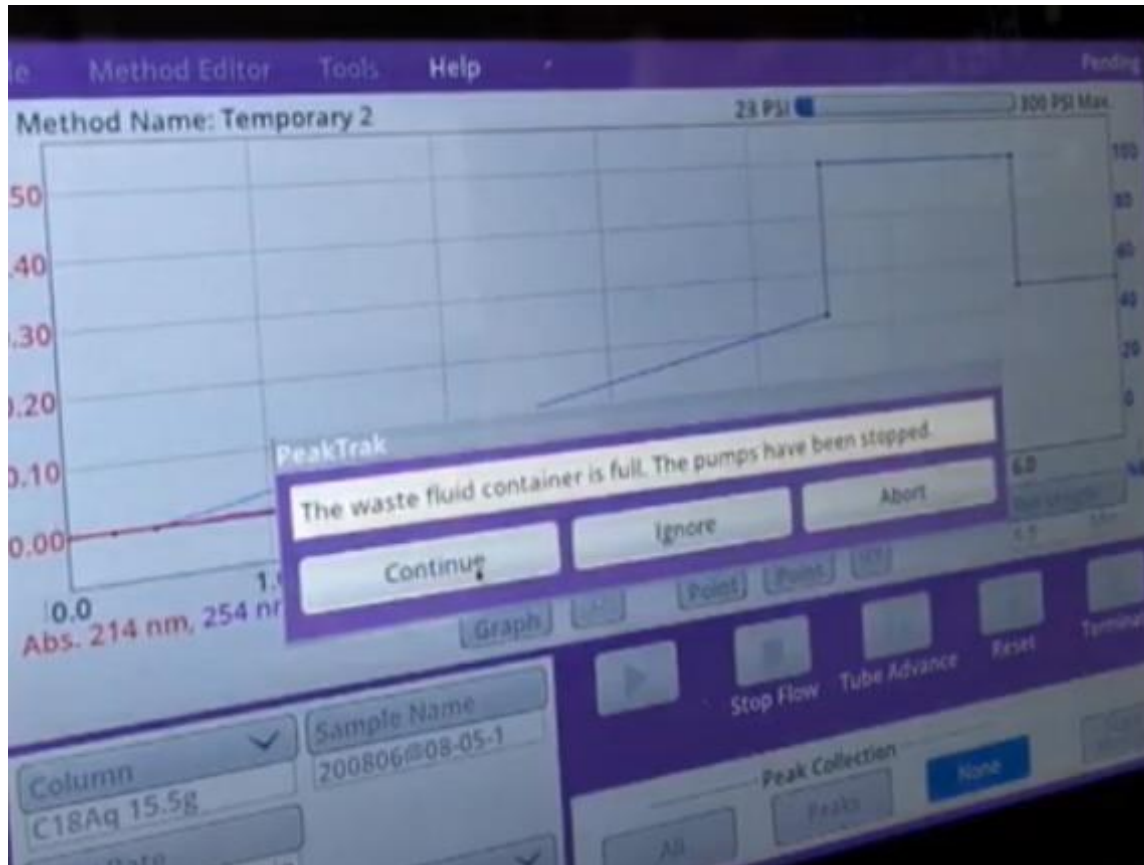 Method Editor Tools Help Pending
Method Name: Temporary 2 23 PSI 300 PSI Max.
.50
.40
.30
.20
0.10
0.00
100
80
60
40
20
0
PeakTrak
The waste fluid container is full. The pumps have been stopped.
Continue Ignore Abort
0.0 6.0
Abs. 214 nm, 254
Graph Point Point
Stop Flow Tube Advance Reset
Column Sample Name
C18Aq 15.5g 200806@08-05-1
Peak Collection
All Peaks None